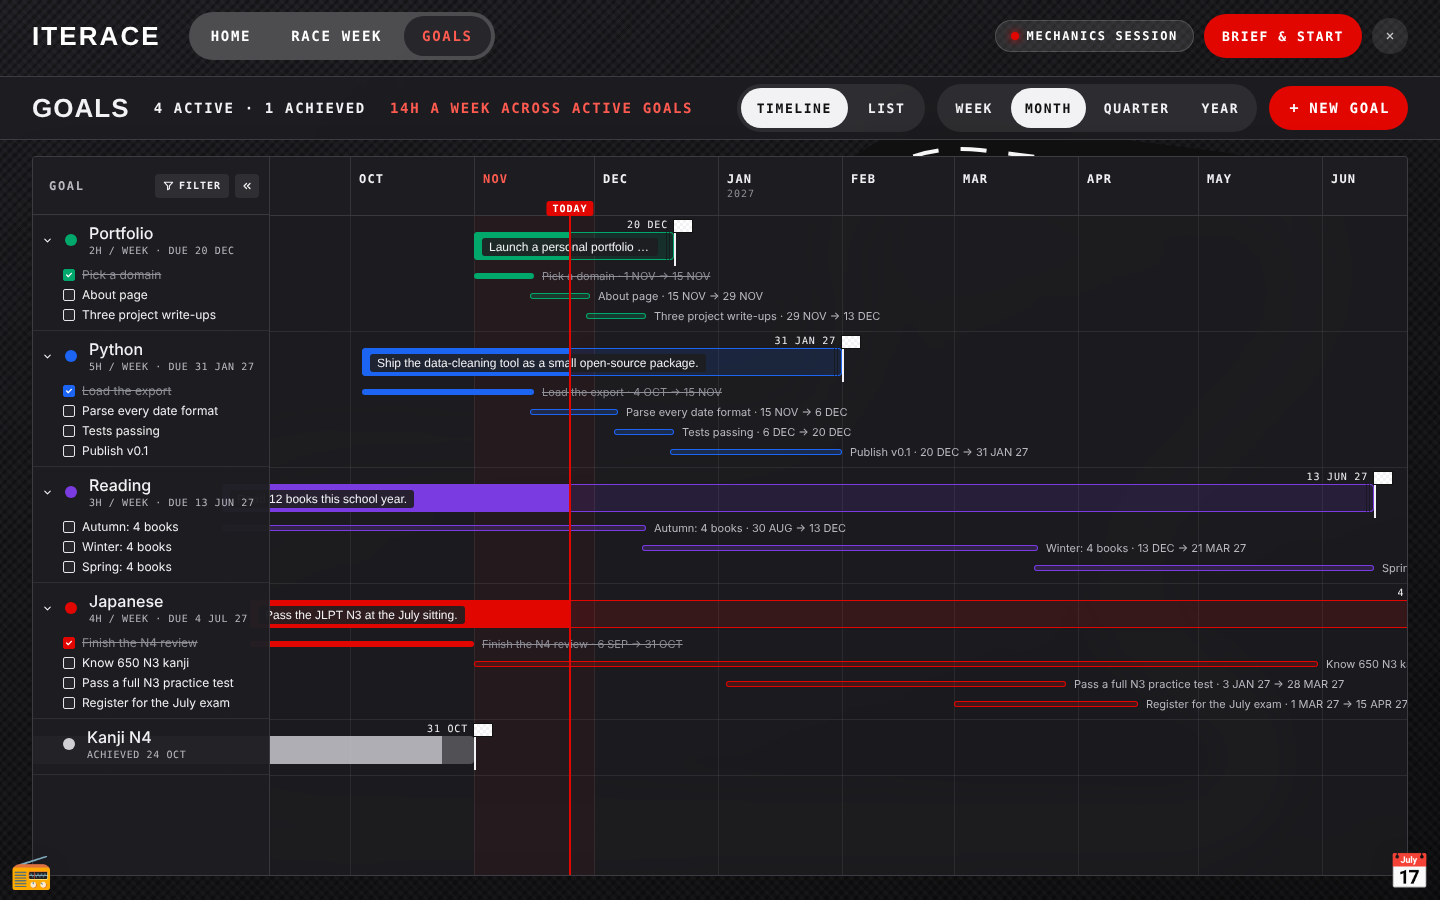 ITERACE HOME RACE WEEK GOALS MECHANICS SESSION BRIEF & START ×
GOALS 4 ACTIVE · 1 ACHIEVED 14H A WEEK ACROSS ACTIVE GOALS TIMELINE LIST WEEK MONTH QUARTER YEAR + NEW GOAL
GOAL FILTER « OCT NOV DEC JAN FEB MAR APR MAY JUN
2027
TODAY
20 DEC
Portfolio
2H / WEEK · DUE 20 DEC
Launch a personal portfolio …
Pick a domain
Pick a domain · 1 NOV → 15 NOV
About page
About page · 15 NOV → 29 NOV
Three project write-ups
Three project write-ups · 29 NOV → 13 DEC
31 JAN 27
Python
5H / WEEK · DUE 31 JAN 27
Ship the data-cleaning tool as a small open-source package.
Load the export
Load the export · 4 OCT → 15 NOV
Parse every date format
Parse every date format · 15 NOV → 6 DEC
Tests passing
Tests passing · 6 DEC → 20 DEC
Publish v0.1
Publish v0.1 · 20 DEC → 31 JAN 27
13 JUN 27
Reading
3H / WEEK · DUE 13 JUN 27
12 books this school year.
Autumn: 4 books
Autumn: 4 books · 30 AUG → 13 DEC
Winter: 4 books
Winter: 4 books · 13 DEC → 21 MAR 27
Spring: 4 books
Sprin
4
Japanese
4H / WEEK · DUE 4 JUL 27
Pass the JLPT N3 at the July sitting.
Finish the N4 review
Finish the N4 review · 6 SEP → 31 OCT
Know 650 N3 kanji
Know 650 N3 k
Pass a full N3 practice test
Pass a full N3 practice test · 3 JAN 27 → 28 MAR 27
Register for the July exam
Register for the July exam · 1 MAR 27 → 15 APR 27
31 OCT
Kanji N4
ACHIEVED 24 OCT
July
17